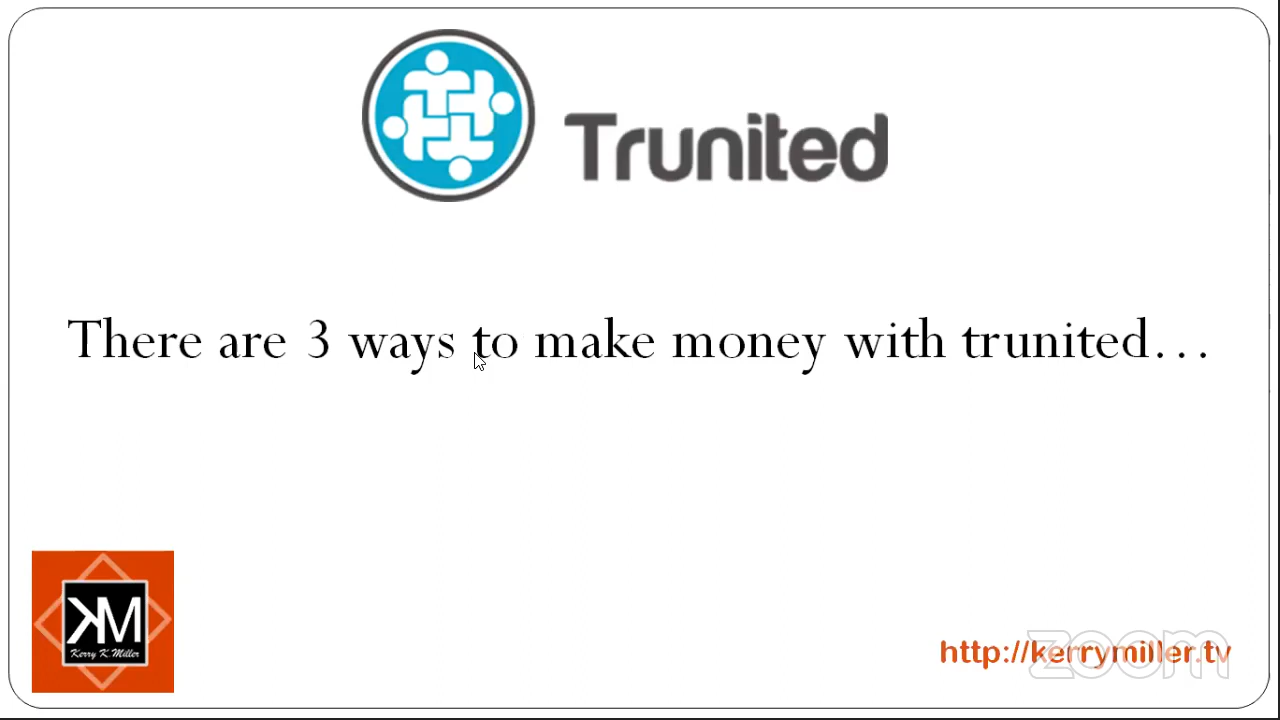 Trunited
There are 3 ways to make money with trunited...
KM
Kerry K.Miller
http://kerrymiller.tv
zoom